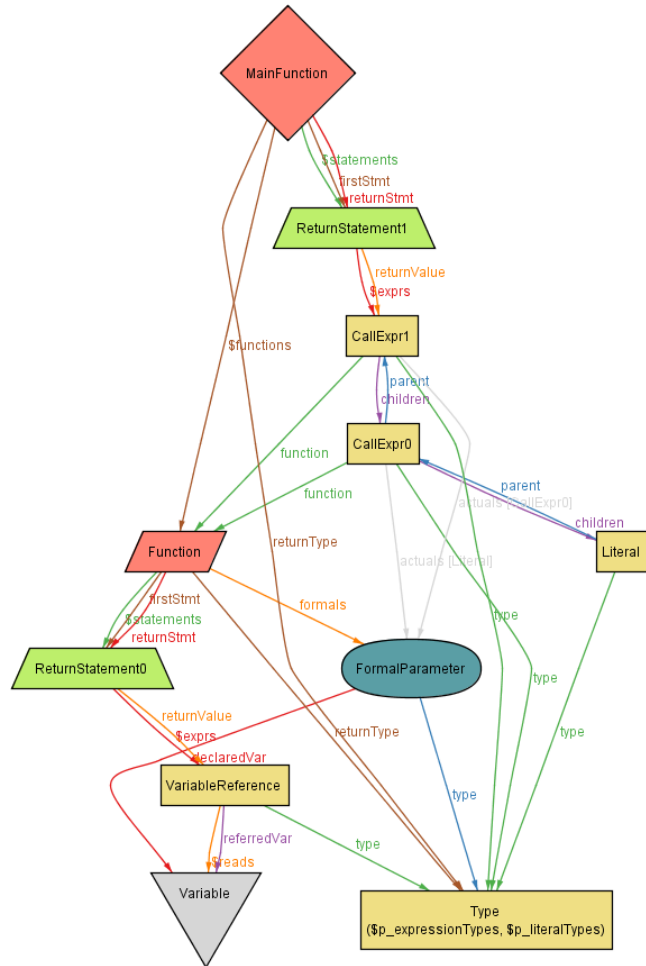 MainFunction
$statements
firstStmt
returnStmt
ReturnStatement1
returnValue
$exprs
$functions
CallExpr1
parent
children
CallExpr0
function
function
parent
actuals [CallExpr0]
children
Function
returnType
actuals [Literal]
Literal
firstStmt
$statements
returnStmt
formals
type
ReturnStatement0
FormalParameter
returnValue
$exprs
declaredVar
returnType
type
type
VariableReference
type
referredVar
$reads
type
Variable
Type
($p_expressionTypes, $p_literalTypes)